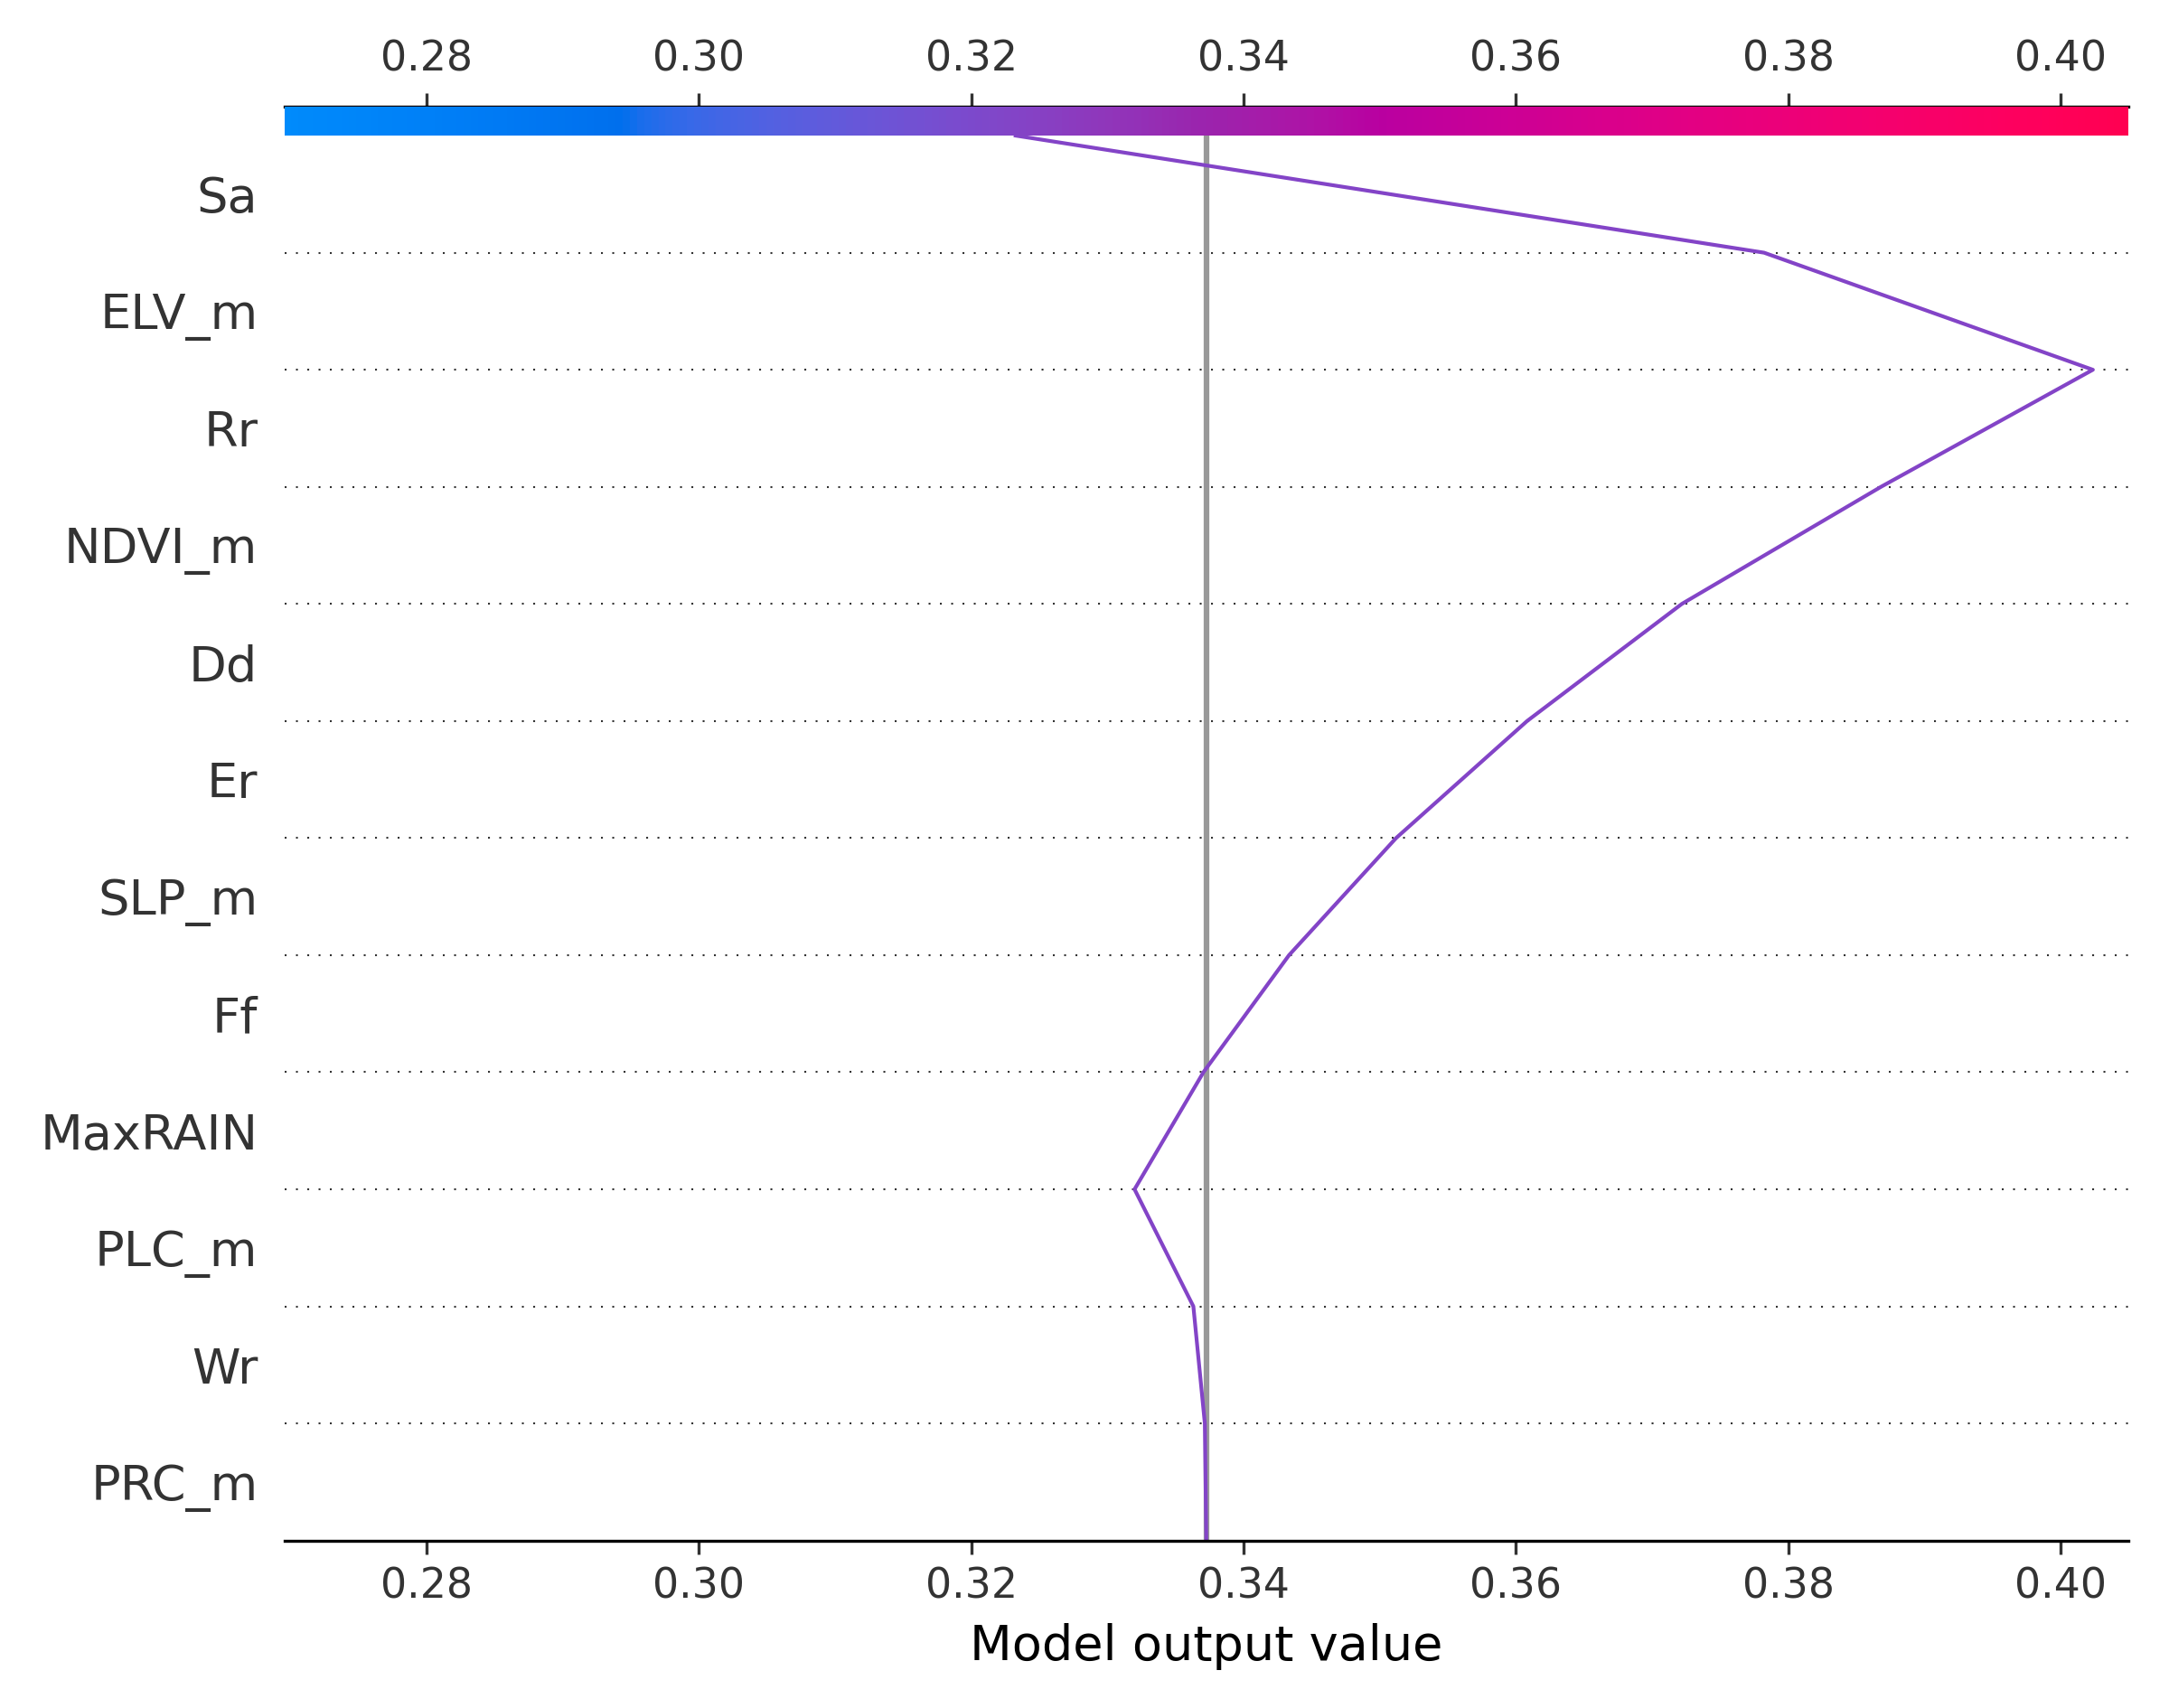 0.28 0.30 0.32 0.34 0.36 0.38 0.40
Sa
ELV_m
Rr
NDVI_m
Dd
Er
SLP_m
Ff
MaxRAIN
PLC_m
Wr
PRC_m
0.28 0.30 0.32 0.34 0.36 0.38 0.40
Model output value